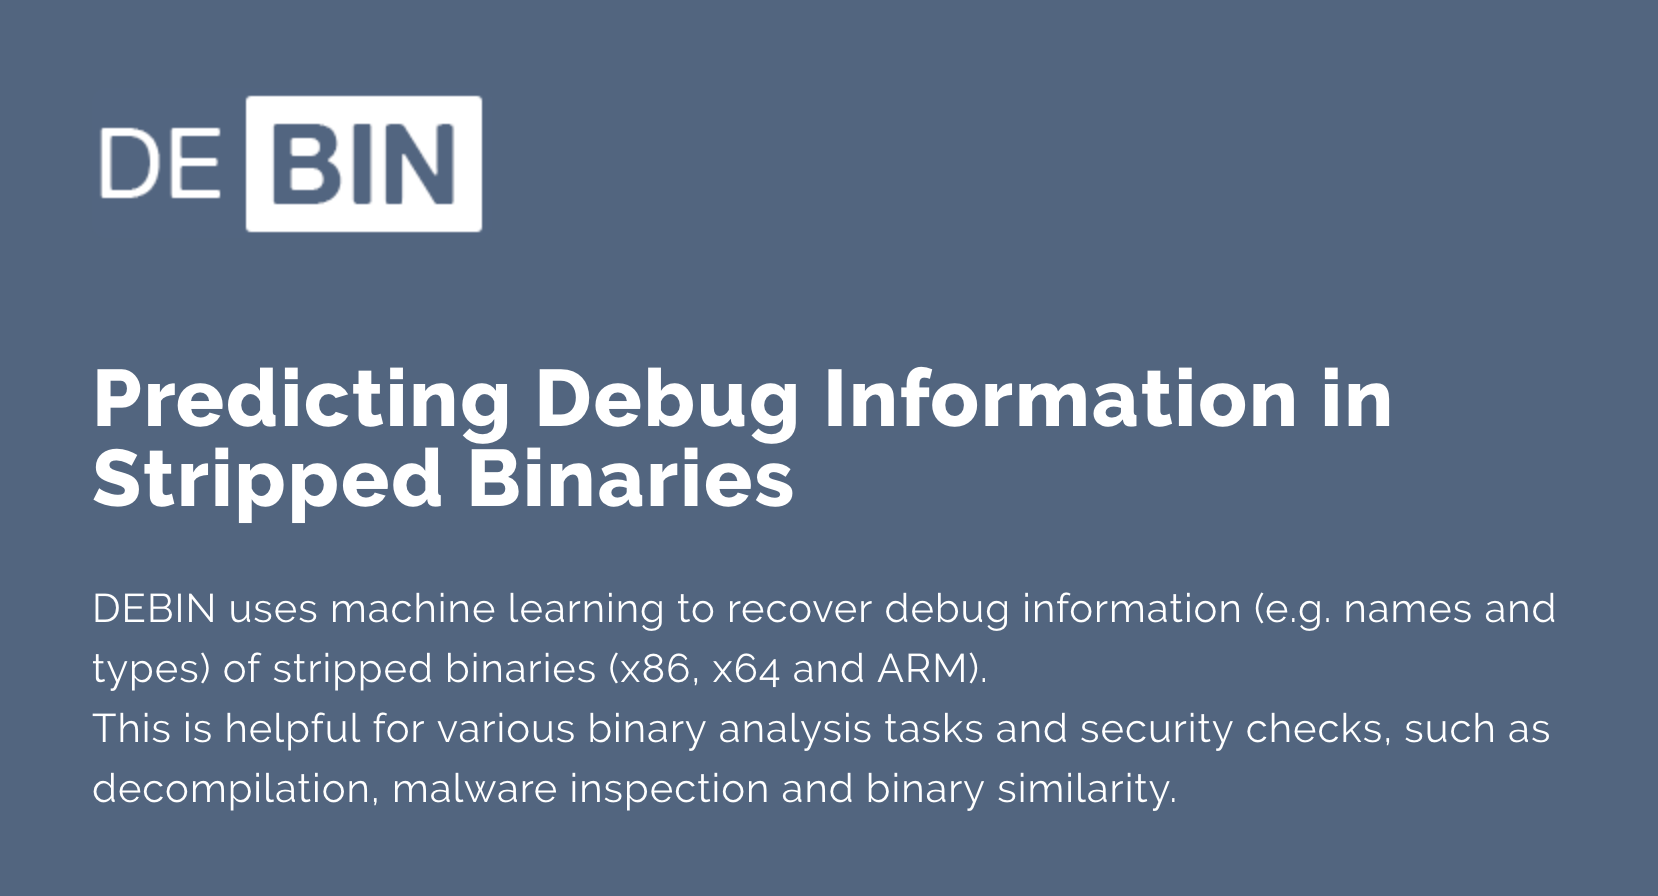 DEBIN
Predicting Debug Information in
Stripped Binaries
DEBIN uses machine learning to recover debug information (e.g. names and
types) of stripped binaries (x86, x64 and ARM).
This is helpful for various binary analysis tasks and security checks, such as
decompilation, malware inspection and binary similarity.